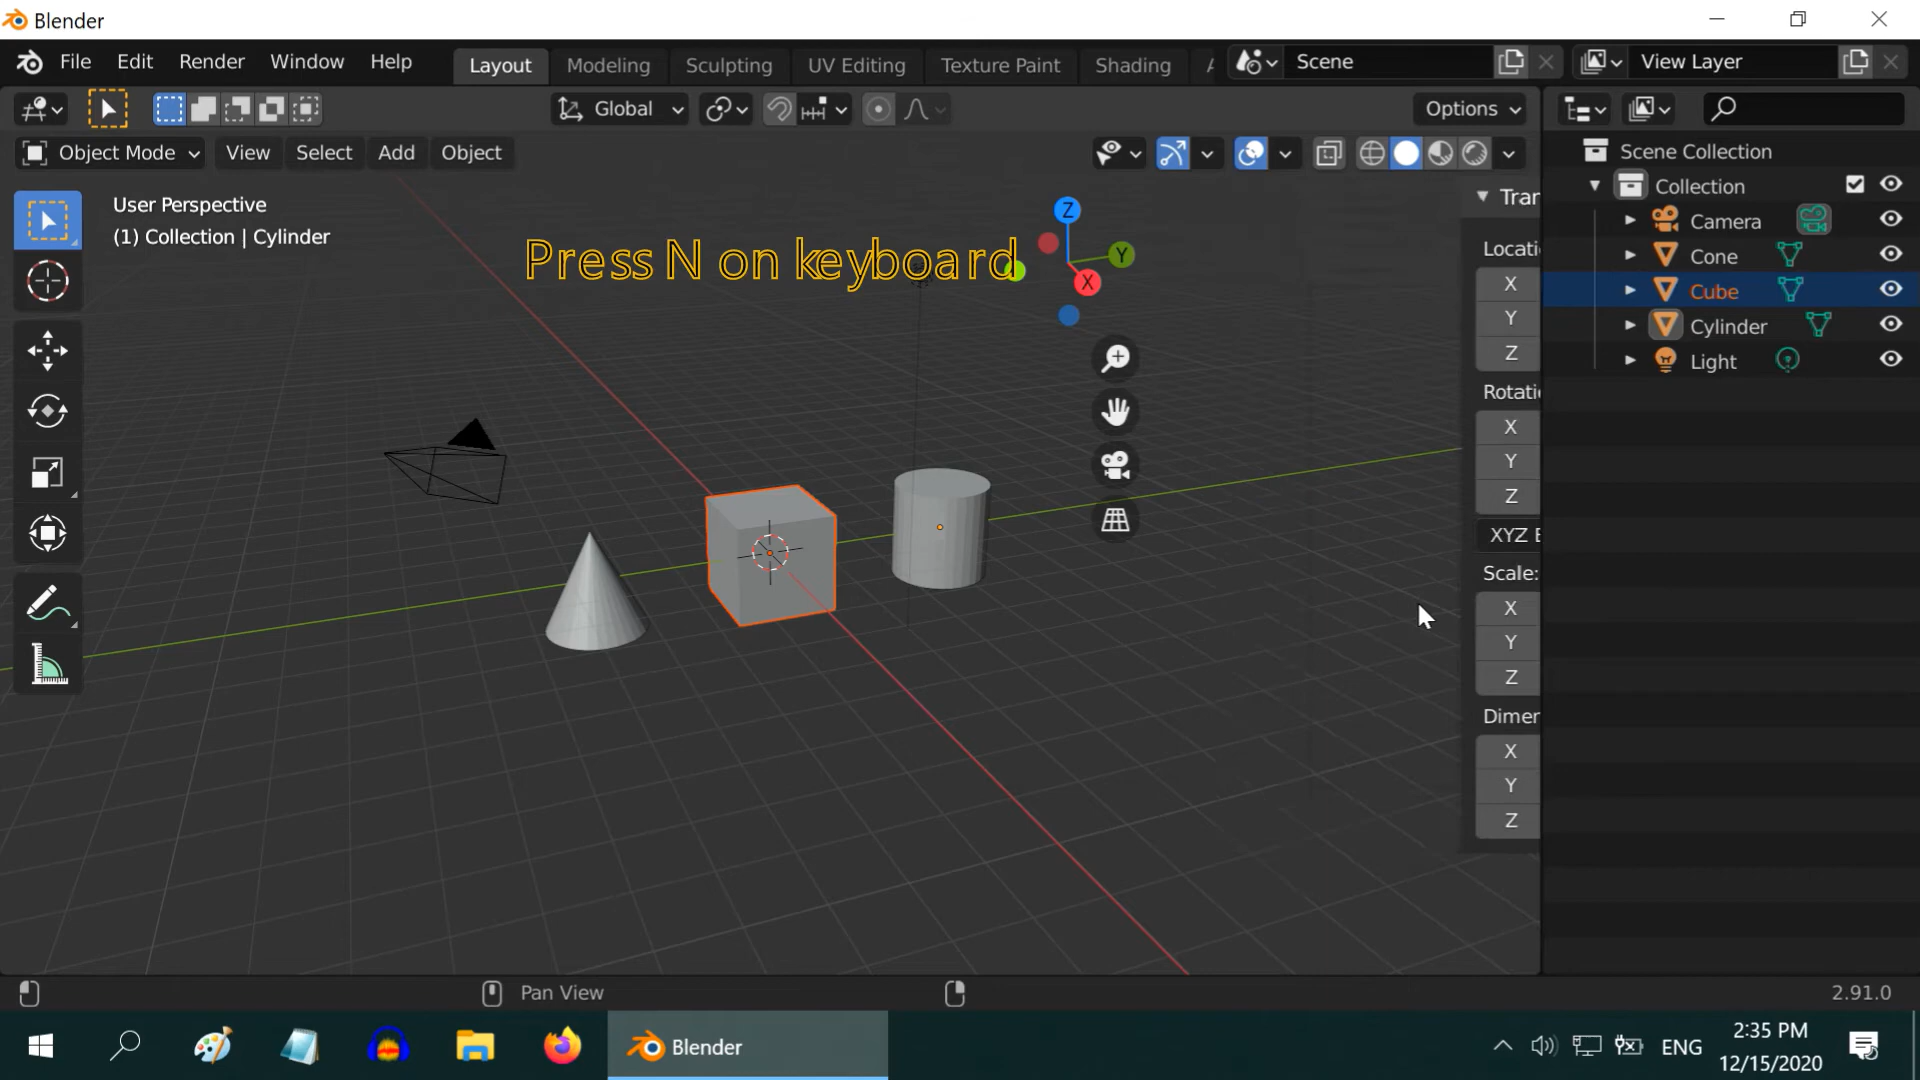 Blender
File Edit Render Window Help Layout Modeling Sculpting UV Editing Texture Paint Shading Scene View Layer
Global Options
Object Mode View Select Add Object
User Perspective
(1) Collection | Cylinder
Press N on keyboard
Z
Y
X
Tran
Locati
X
Y
Z
Rotati
X
Y
Z
XYZ E
Scale:
X
Y
Z
Dimer
X
Y
Z
Scene Collection
Collection
Camera
Cone
Cube
Cylinder
Light
Pan View
2.91.0
Blender
ENG
2:35 PM
12/15/2020